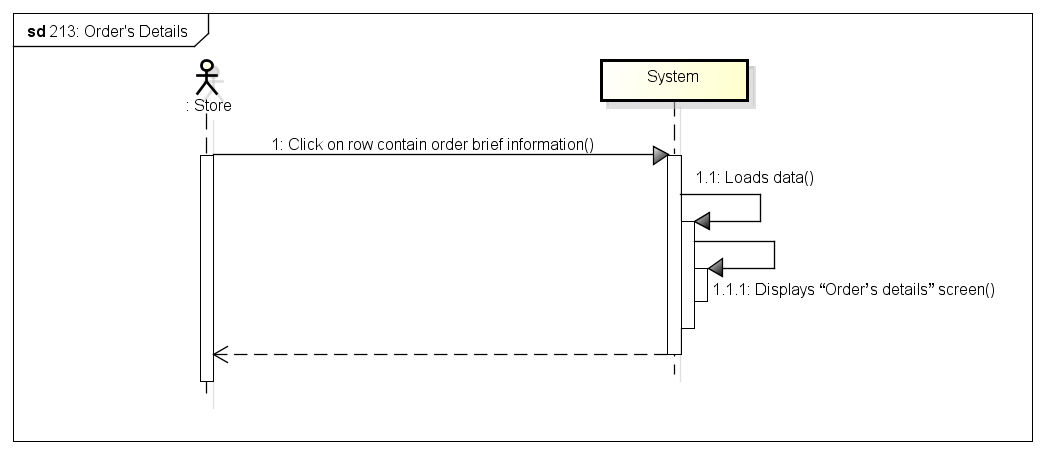 sd 213: Order's Details
: Store
System
1: Click on row contain order brief information()
1.1: Loads data()
1.1.1: Displays “Order’s details” screen()